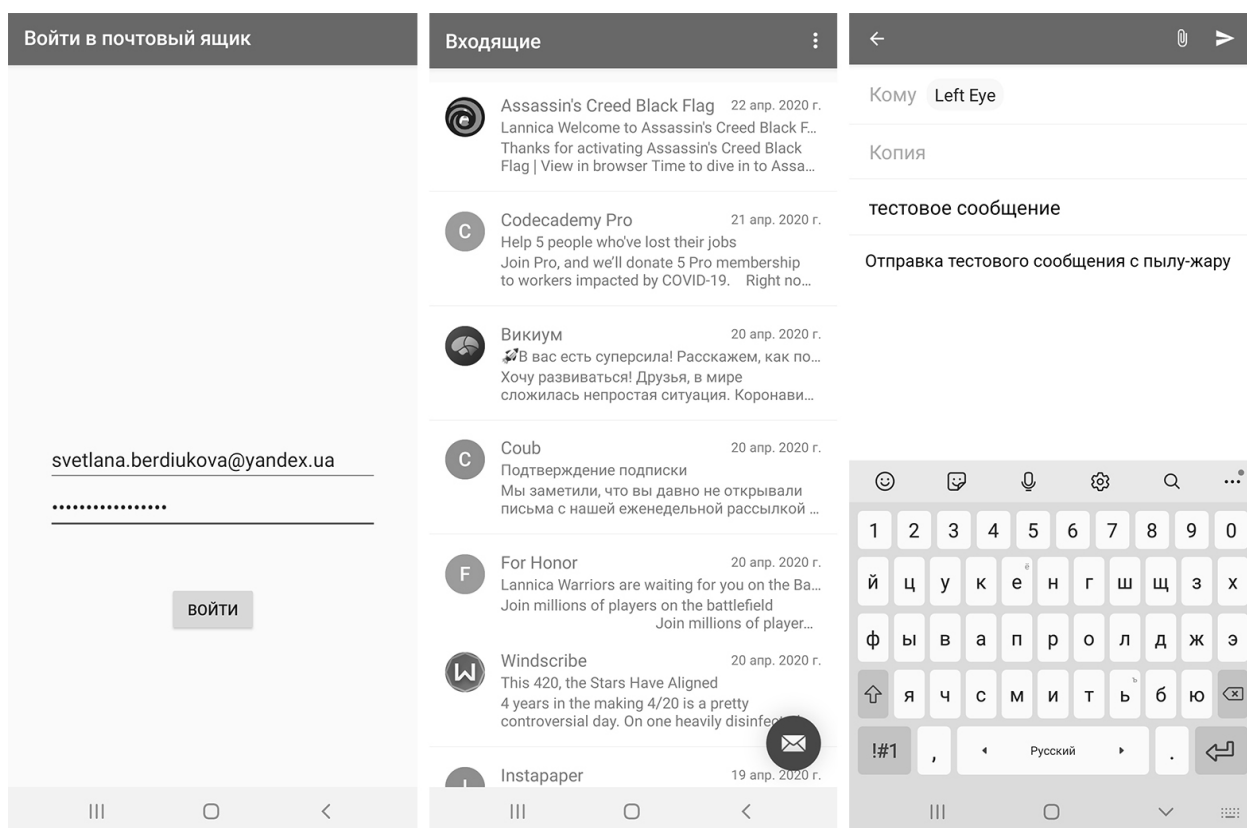 Войти в почтовый ящик
svetlana.berdiukova@yandex.ua
•••••••••••••••••
ВОЙТИ
Входящие
Assassin's Creed Black Flag 22 апр. 2020 г.
Lannica Welcome to Assassin's Creed Black F...
Thanks for activating Assassin's Creed Black
Flag | View in browser Time to dive in to Assa...
C
Codecademy Pro 21 апр. 2020 г.
Help 5 people who've lost their jobs
Join Pro, and we’ll donate 5 Pro membership
to workers impacted by COVID-19. Right no...
Викиум 20 апр. 2020 г.
🚀В вас есть суперсила! Расскажем, как по...
Хочу развиваться! Друзья, в мире
сложилась непростая ситуация. Коронави...
C
Coub 20 апр. 2020 г.
Подтверждение подписки
Мы заметили, что вы давно не открывали
письма с нашей еженедельной рассылкой ...
F
For Honor 20 апр. 2020 г.
Lannica Warriors are waiting for you on the Ba...
Join millions of players on the battlefield
Join millions of player...
W
Windscribe 20 апр. 2020 г.
This 420, the Stars Have Aligned
4 years in the making 4/20 is a pretty
controversial day. On one heavily
Instapaper 19 апр. 2020 г.
Кому Left Eye
Копия
тестовое сообщение
Отправка тестового сообщения с пылу-жару
1 2 3 4 5 6 7 8 9 0
ё
й ц у к е н г ш щ з х
ф ы в а п р о л д ж э
ъ
я ч с м и т ь б ю
!#1 , Русский .